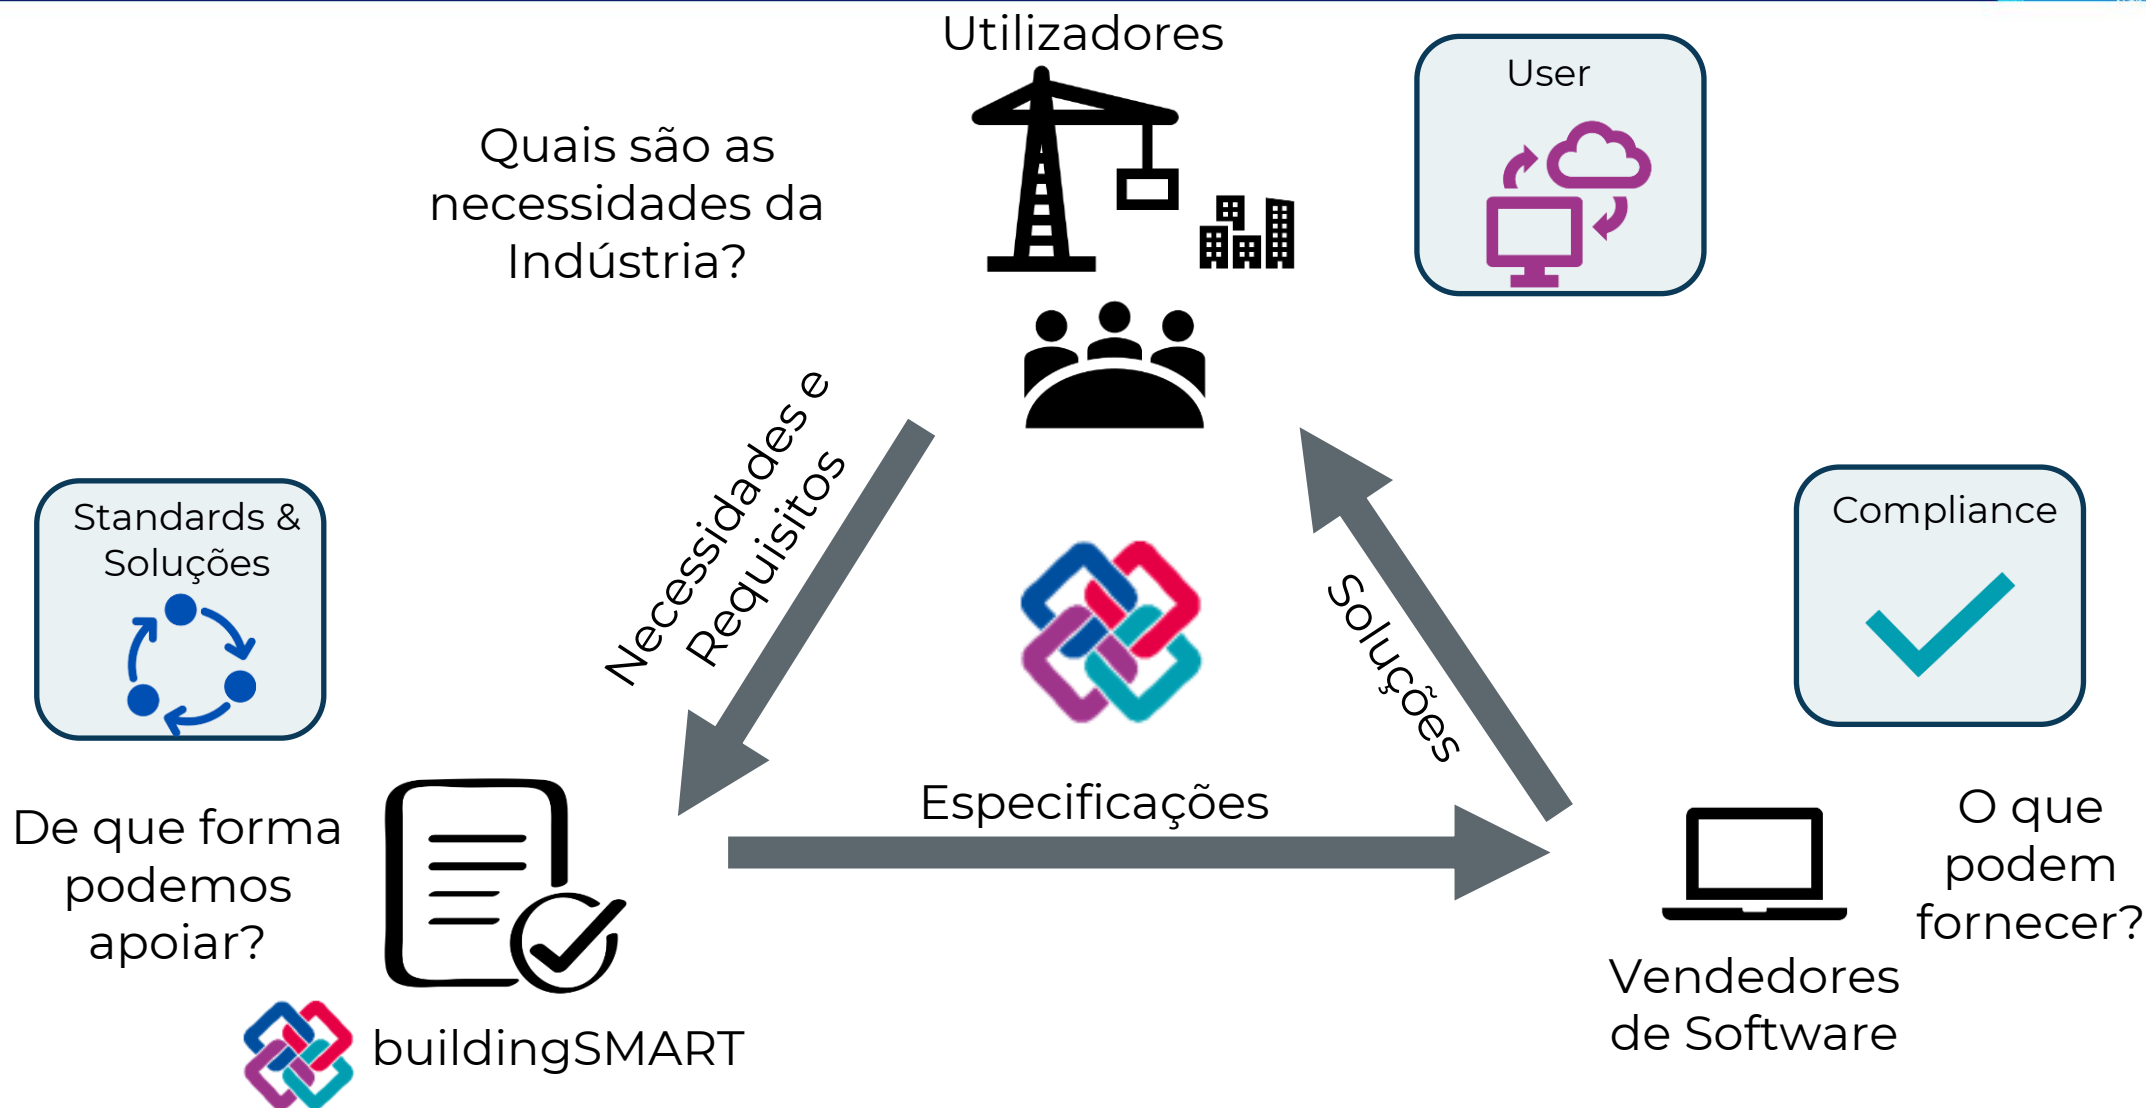 Utilizadores
User
Quais são as
necessidades da
Indústria?
Necessidades e
Requisitos
Standards &
Soluções
Compliance
Soluções
Especificações
De que forma
podemos
apoiar?
O que
podem
fornecer?
Vendedores
de Software
buildingSMART